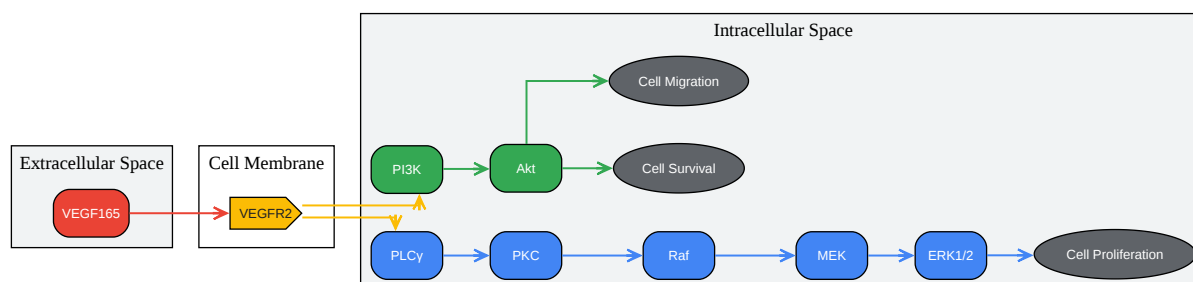 Intracellular Space
Cell Migration
Extracellular Space
Cell Membrane
PI3K
Akt
Cell Survival
VEGF165
VEGFR2
PLCγ
PKC
Raf
MEK
ERK1/2
Cell Proliferation